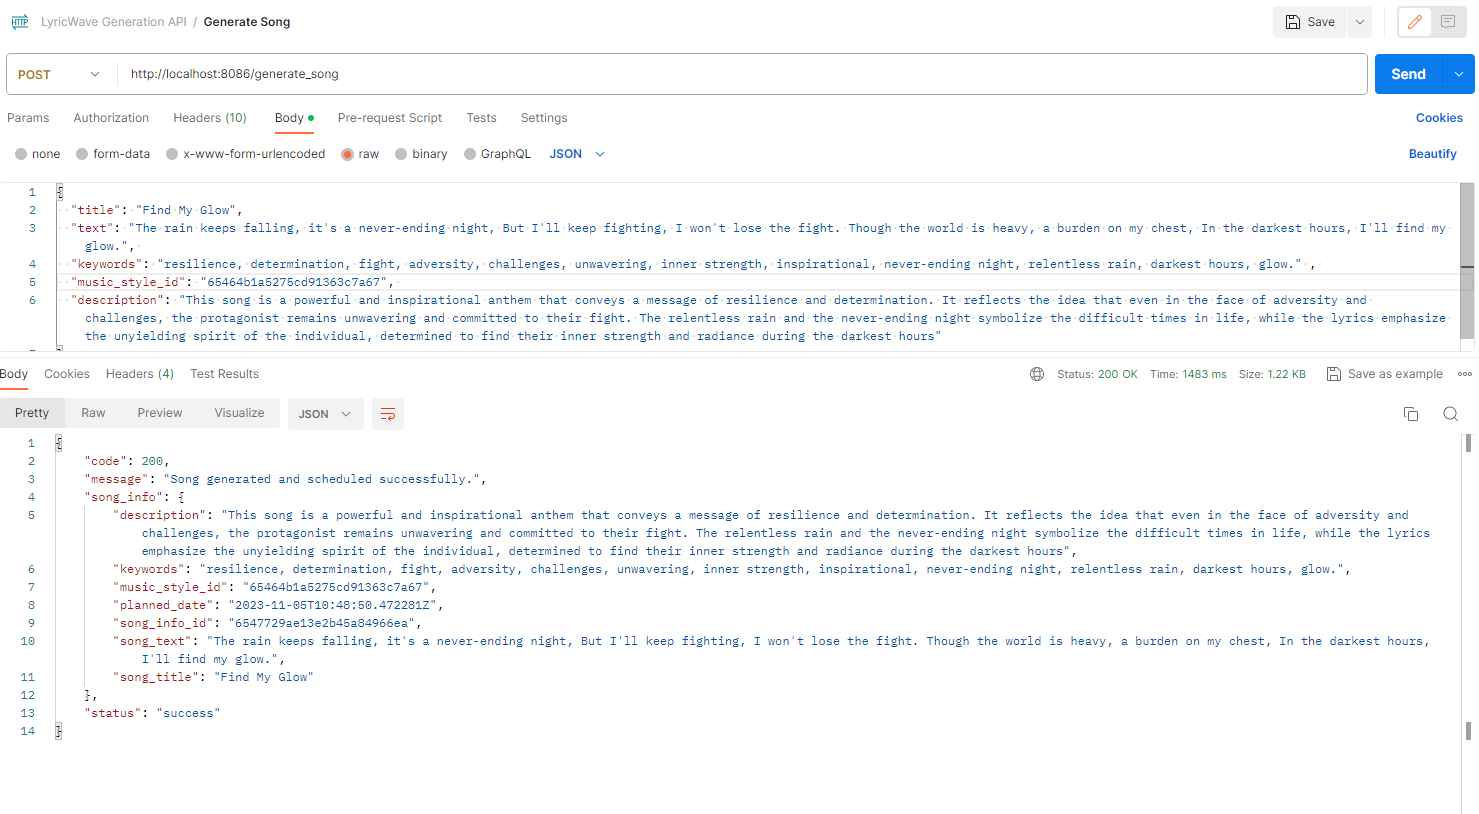 HTTP LyricWave Generation API / Generate Song Save
POST http://localhost:8086/generate_song Send
Params Authorization Headers (10) Body Pre-request Script Tests Settings Cookies
none form-data x-www-form-urlencoded raw binary GraphQL JSON Beautify
1 {
2 "title": "Find My Glow",
3 "text": "The rain keeps falling, it's a never-ending night, But I'll keep fighting, I won't lose the fight. Though the world is heavy, a burden on my chest, In the darkest hours, I'll find my
glow.",
4 "keywords": "resilience, determination, fight, adversity, challenges, unwavering, inner strength, inspirational, never-ending night, relentless rain, darkest hours, glow." ,
5 "music_style_id": "65464b1a5275cd91363c7a67",
6 "description": "This song is a powerful and inspirational anthem that conveys a message of resilience and determination. It reflects the idea that even in the face of adversity and
challenges, the protagonist remains unwavering and committed to their fight. The relentless rain and the never-ending night symbolize the difficult times in life, while the lyrics emphasize
the unyielding spirit of the individual, determined to find their inner strength and radiance during the darkest hours"
Body Cookies Headers (4) Test Results Status: 200 OK Time: 1483 ms Size: 1.22 KB Save as example
Pretty Raw Preview Visualize JSON
1 {
2 "code": 200,
3 "message": "Song generated and scheduled successfully.",
4 "song_info": {
5 "description": "This song is a powerful and inspirational anthem that conveys a message of resilience and determination. It reflects the idea that even in the face of adversity and
challenges, the protagonist remains unwavering and committed to their fight. The relentless rain and the never-ending night symbolize the difficult times in life, while the lyrics
emphasize the unyielding spirit of the individual, determined to find their inner strength and radiance during the darkest hours",
6 "keywords": "resilience, determination, fight, adversity, challenges, unwavering, inner strength, inspirational, never-ending night, relentless rain, darkest hours, glow.",
7 "music_style_id": "65464b1a5275cd91363c7a67",
8 "planned_date": "2023-11-05T10:48:50.472281Z",
9 "song_info_id": "6547729ae13e2b45a84966ea",
10 "song_text": "The rain keeps falling, it's a never-ending night, But I'll keep fighting, I won't lose the fight. Though the world is heavy, a burden on my chest, In the darkest hours,
I'll find my glow.",
11 "song_title": "Find My Glow"
12 },
13 "status": "success"
14 }